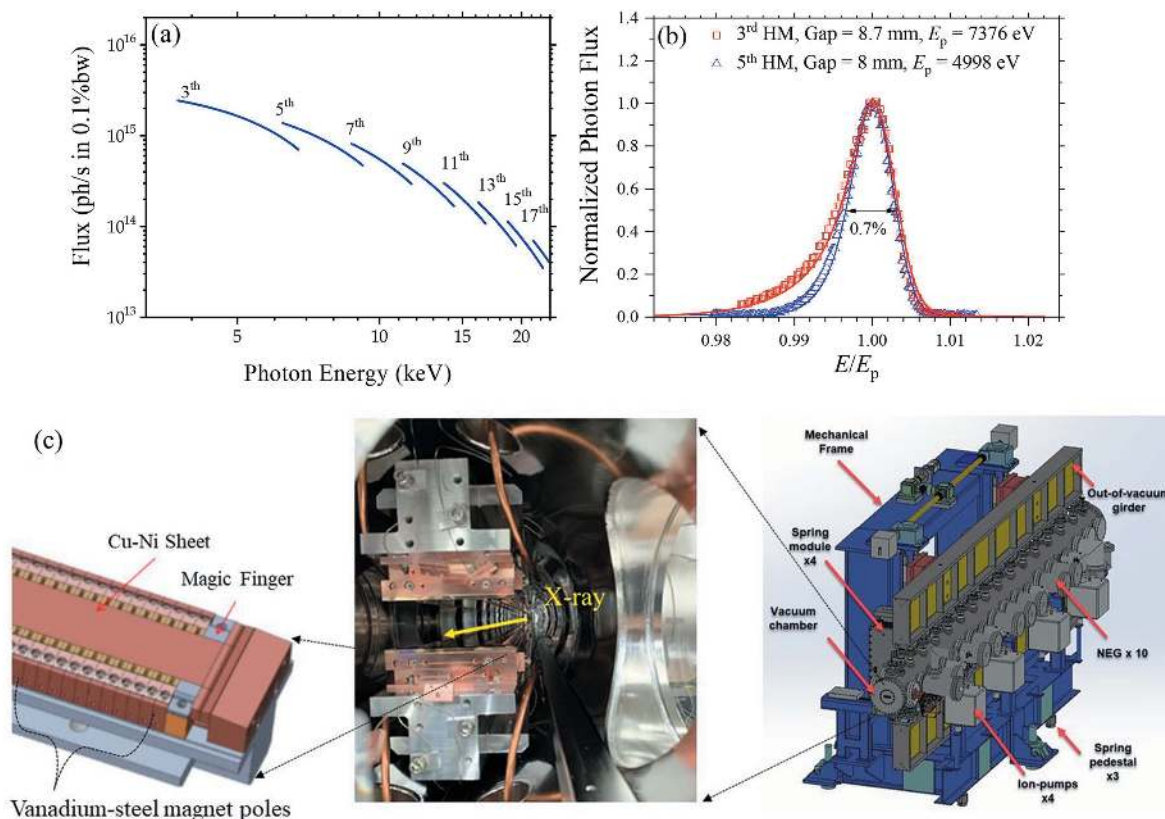 (a)
10^16
10^15
10^14
10^13
Flux (ph/s in 0.1%bw)
3rd
5th
7th
9th
11th
13th
15th
17th
5
10
15
20
Photon Energy (keV)
(b)
1.4
1.2
1.0
0.8
0.6
0.4
0.2
0.0
Normalized Photon Flux
3rd HM, Gap = 8.7 mm, Ep = 7376 eV
5th HM, Gap = 8 mm, Ep = 4998 eV
0.7%
0.98
0.99
1.00
1.01
1.02
E/Ep
(c)
Cu-Ni Sheet
Magic Finger
Vanadium-steel magnet poles
X-ray
Mechanical
Frame
Out-of-vacuum
girder
Spring
module
x4
Vacuum
chamber
NEG x 10
Spring
pedestal
x3
Ion-pumps
x4